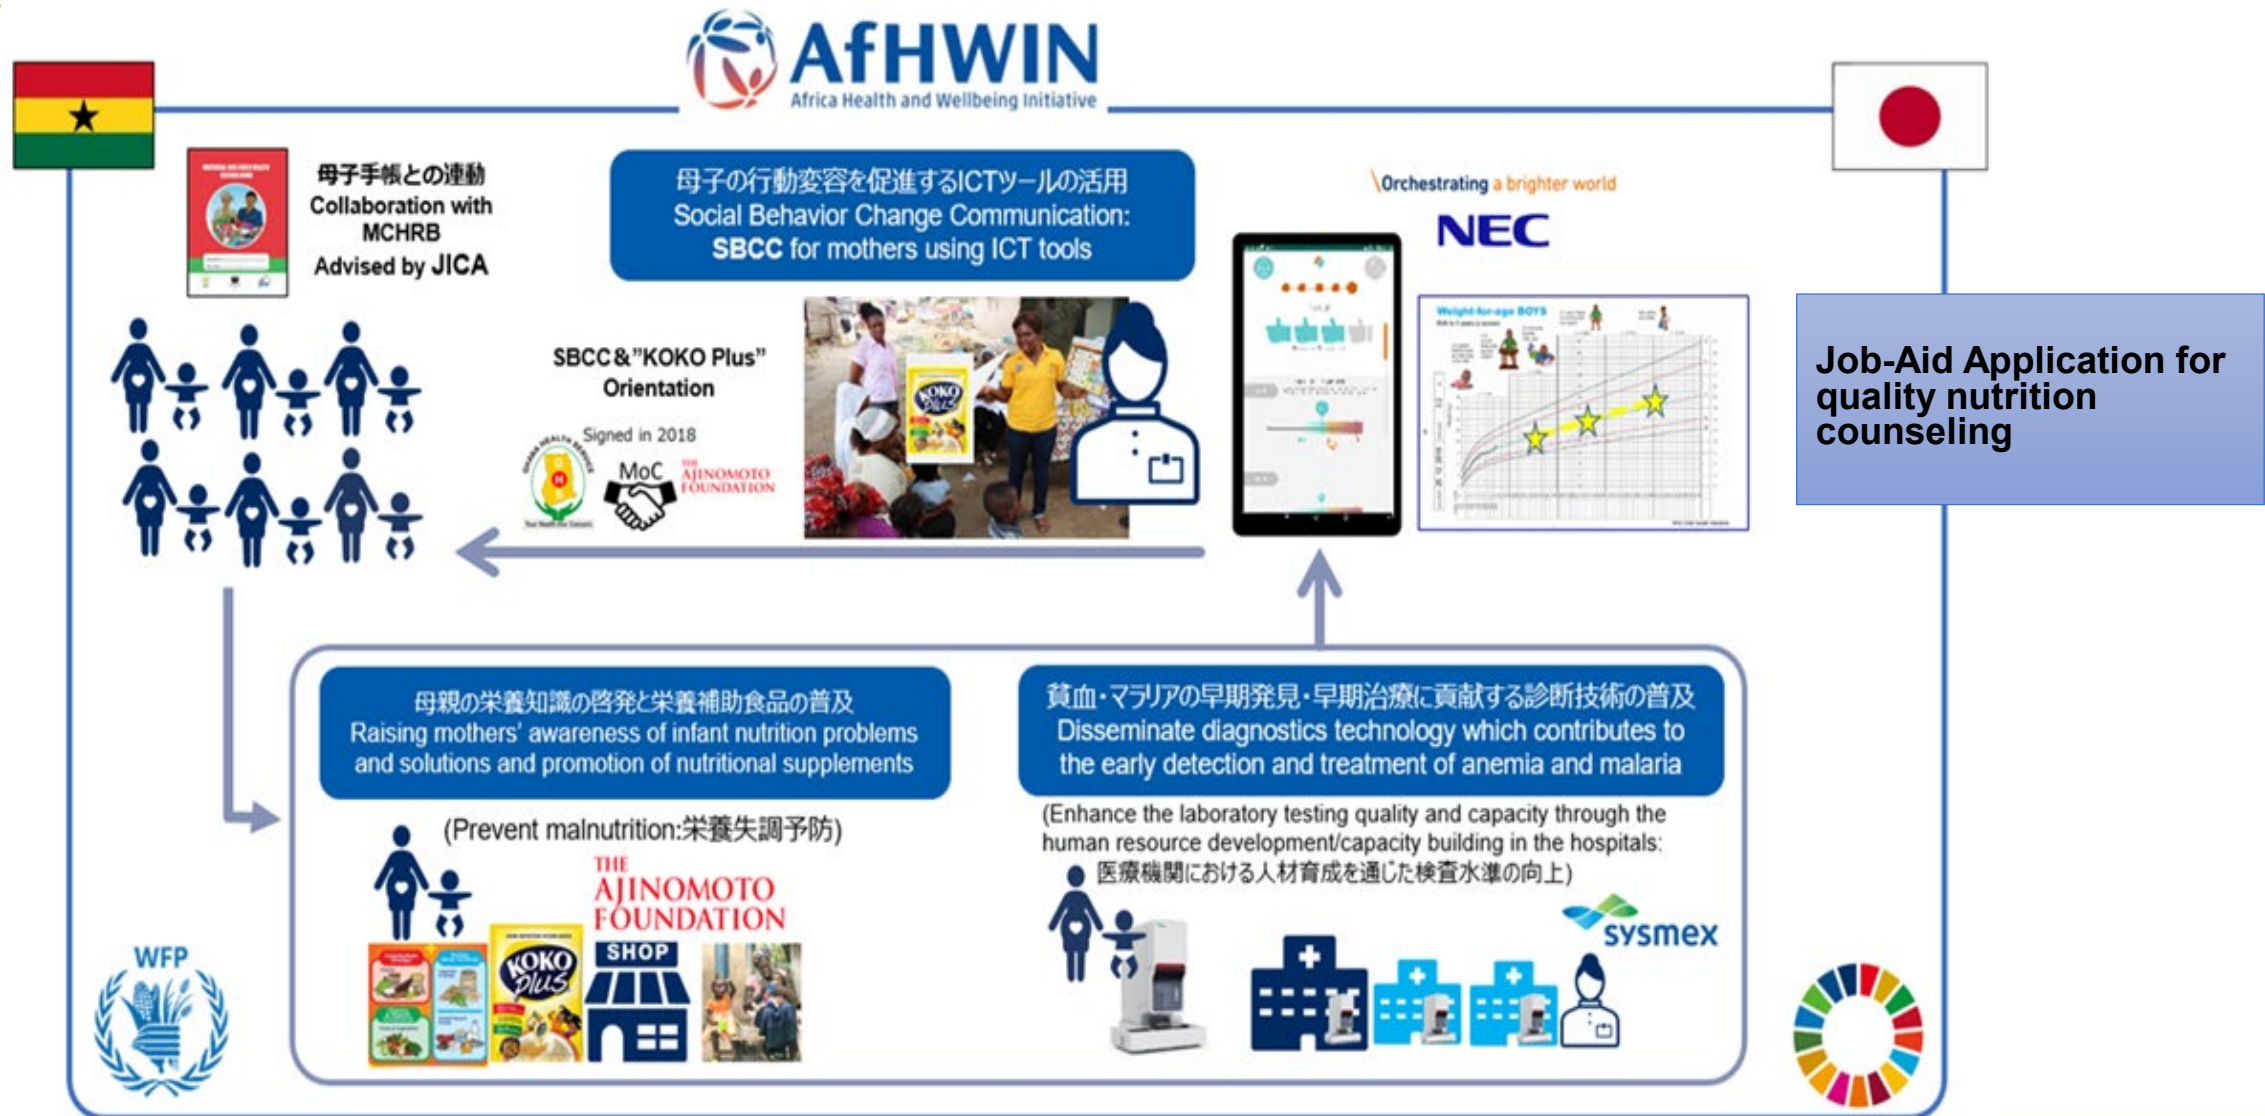 AfHWIN
Africa Health and Wellbeing Initiative
母子手帳との連動
Collaboration with
MCHRB
Advised by JICA
母子の行動変容を促進するICTツールの活用
Social Behavior Change Communication:
SBCC for mothers using ICT tools
\Orchestrating a brighter world
NEC
SBCC&"KOKO Plus"
Orientation
Signed in 2018
GHANA HEALTH SERVICE
MoC
THE
AJINOMOTO
FOUNDATION
KOKO
Plus
Weight-for-age BOYS
Job-Aid Application for
quality nutrition
counseling
母親の栄養知識の啓発と栄養補助食品の普及
Raising mothers' awareness of infant nutrition problems
and solutions and promotion of nutritional supplements
(Prevent malnutrition:栄養失調予防)
THE
AJINOMOTO
FOUNDATION
KOKO
Plus
SHOP
貧血・マラリアの早期発見・早期治療に貢献する診断技術の普及
Disseminate diagnostics technology which contributes to
the early detection and treatment of anemia and malaria
(Enhance the laboratory testing quality and capacity through the
human resource development/capacity building in the hospitals:
医療機関における人材育成を通じた検査水準の向上)
sysmex
WFP